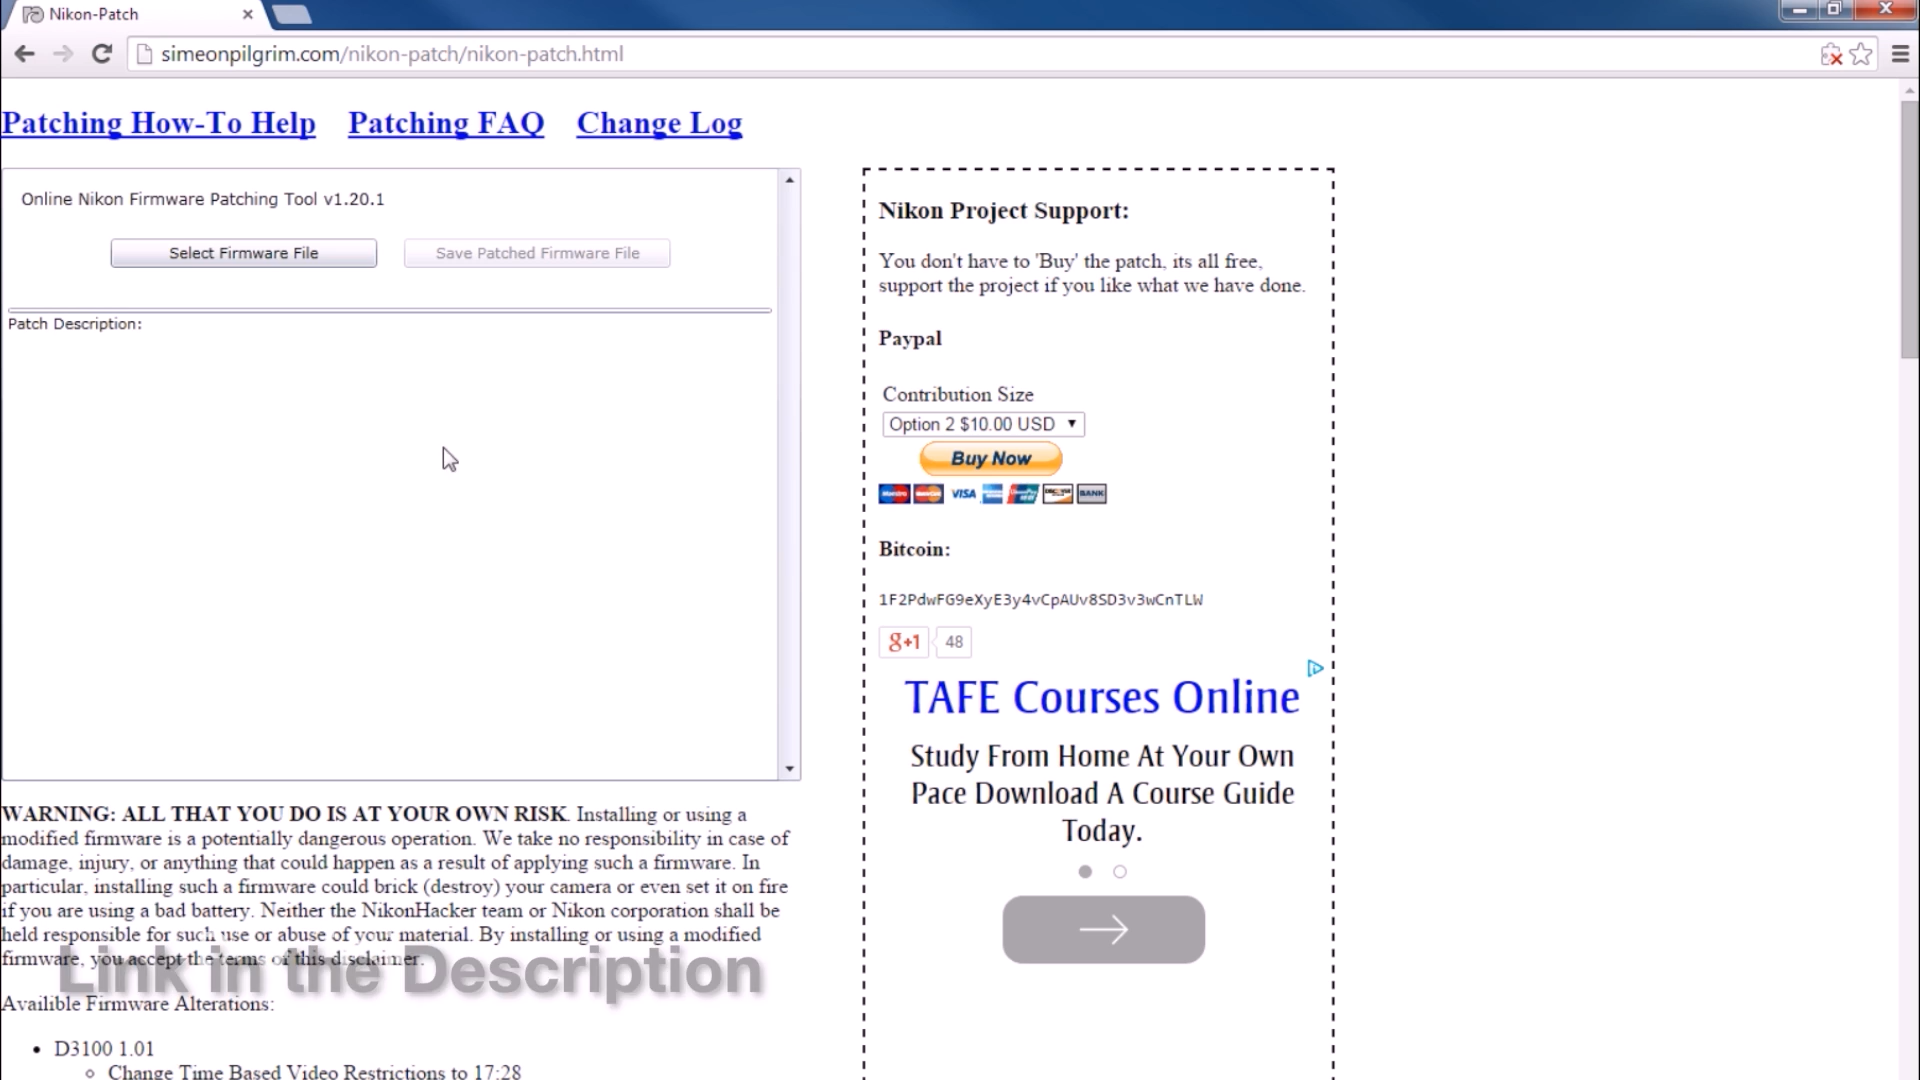 Nikon-Patch
simeonpilgrim.com/nikon-patch/nikon-patch.html
Patching How-To Help Patching FAQ Change Log
Online Nikon Firmware Patching Tool v1.20.1
Select Firmware File Save Patched Firmware File
Patch Description:
WARNING: ALL THAT YOU DO IS AT YOUR OWN RISK. Installing or using a
modified firmware is a potentially dangerous operation. We take no responsibility in case of
damage, injury, or anything that could happen as a result of applying such a firmware. In
particular, installing such a firmware could brick (destroy) your camera or even set it on fire
if you are using a bad battery. Neither the NikonHacker team or Nikon corporation shall be
held responsible for such use or abuse of your material. By installing or using a modified
firmware, you accept the terms of this disclaimer.
Link in the Description
Availible Firmware Alterations:
D3100 1.01
Change Time Based Video Restrictions to 17:28
Nikon Project Support:
You don't have to 'Buy' the patch, its all free,
support the project if you like what we have done.
Paypal
Contribution Size
Option 2 $10.00 USD
Buy Now
Maestro MasterCard VISA DISCOVER BANK
Bitcoin:
1F2PdwFG9eXyE3y4vCpAUv8SD3v3wCnTLW
g+1 48
TAFE Courses Online
Study From Home At Your Own
Pace Download A Course Guide
Today.